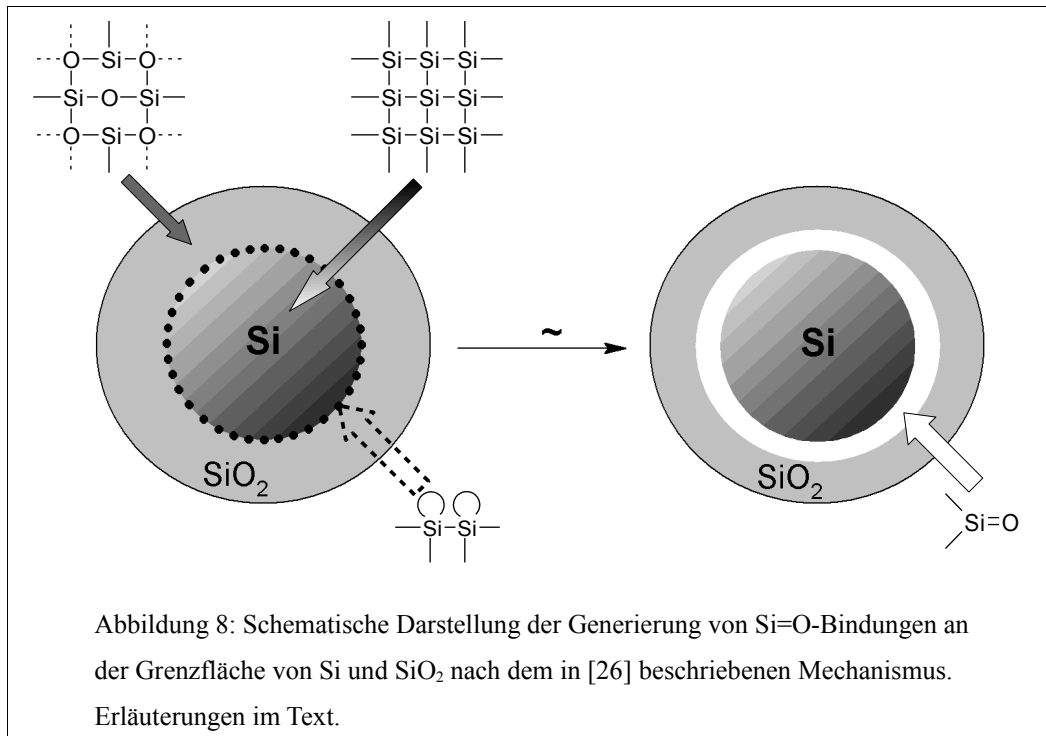 O—Si—O
Si—O—Si
O—Si—O
Si—Si—Si
Si—Si—Si
Si—Si—Si
Si
SiO₂
Si—Si
~
Si
SiO₂
Si=O
Abbildung 8: Schematische Darstellung der Generierung von Si=O-Bindungen an
der Grenzfläche von Si und SiO₂ nach dem in [26] beschriebenen Mechanismus.
Erläuterungen im Text.